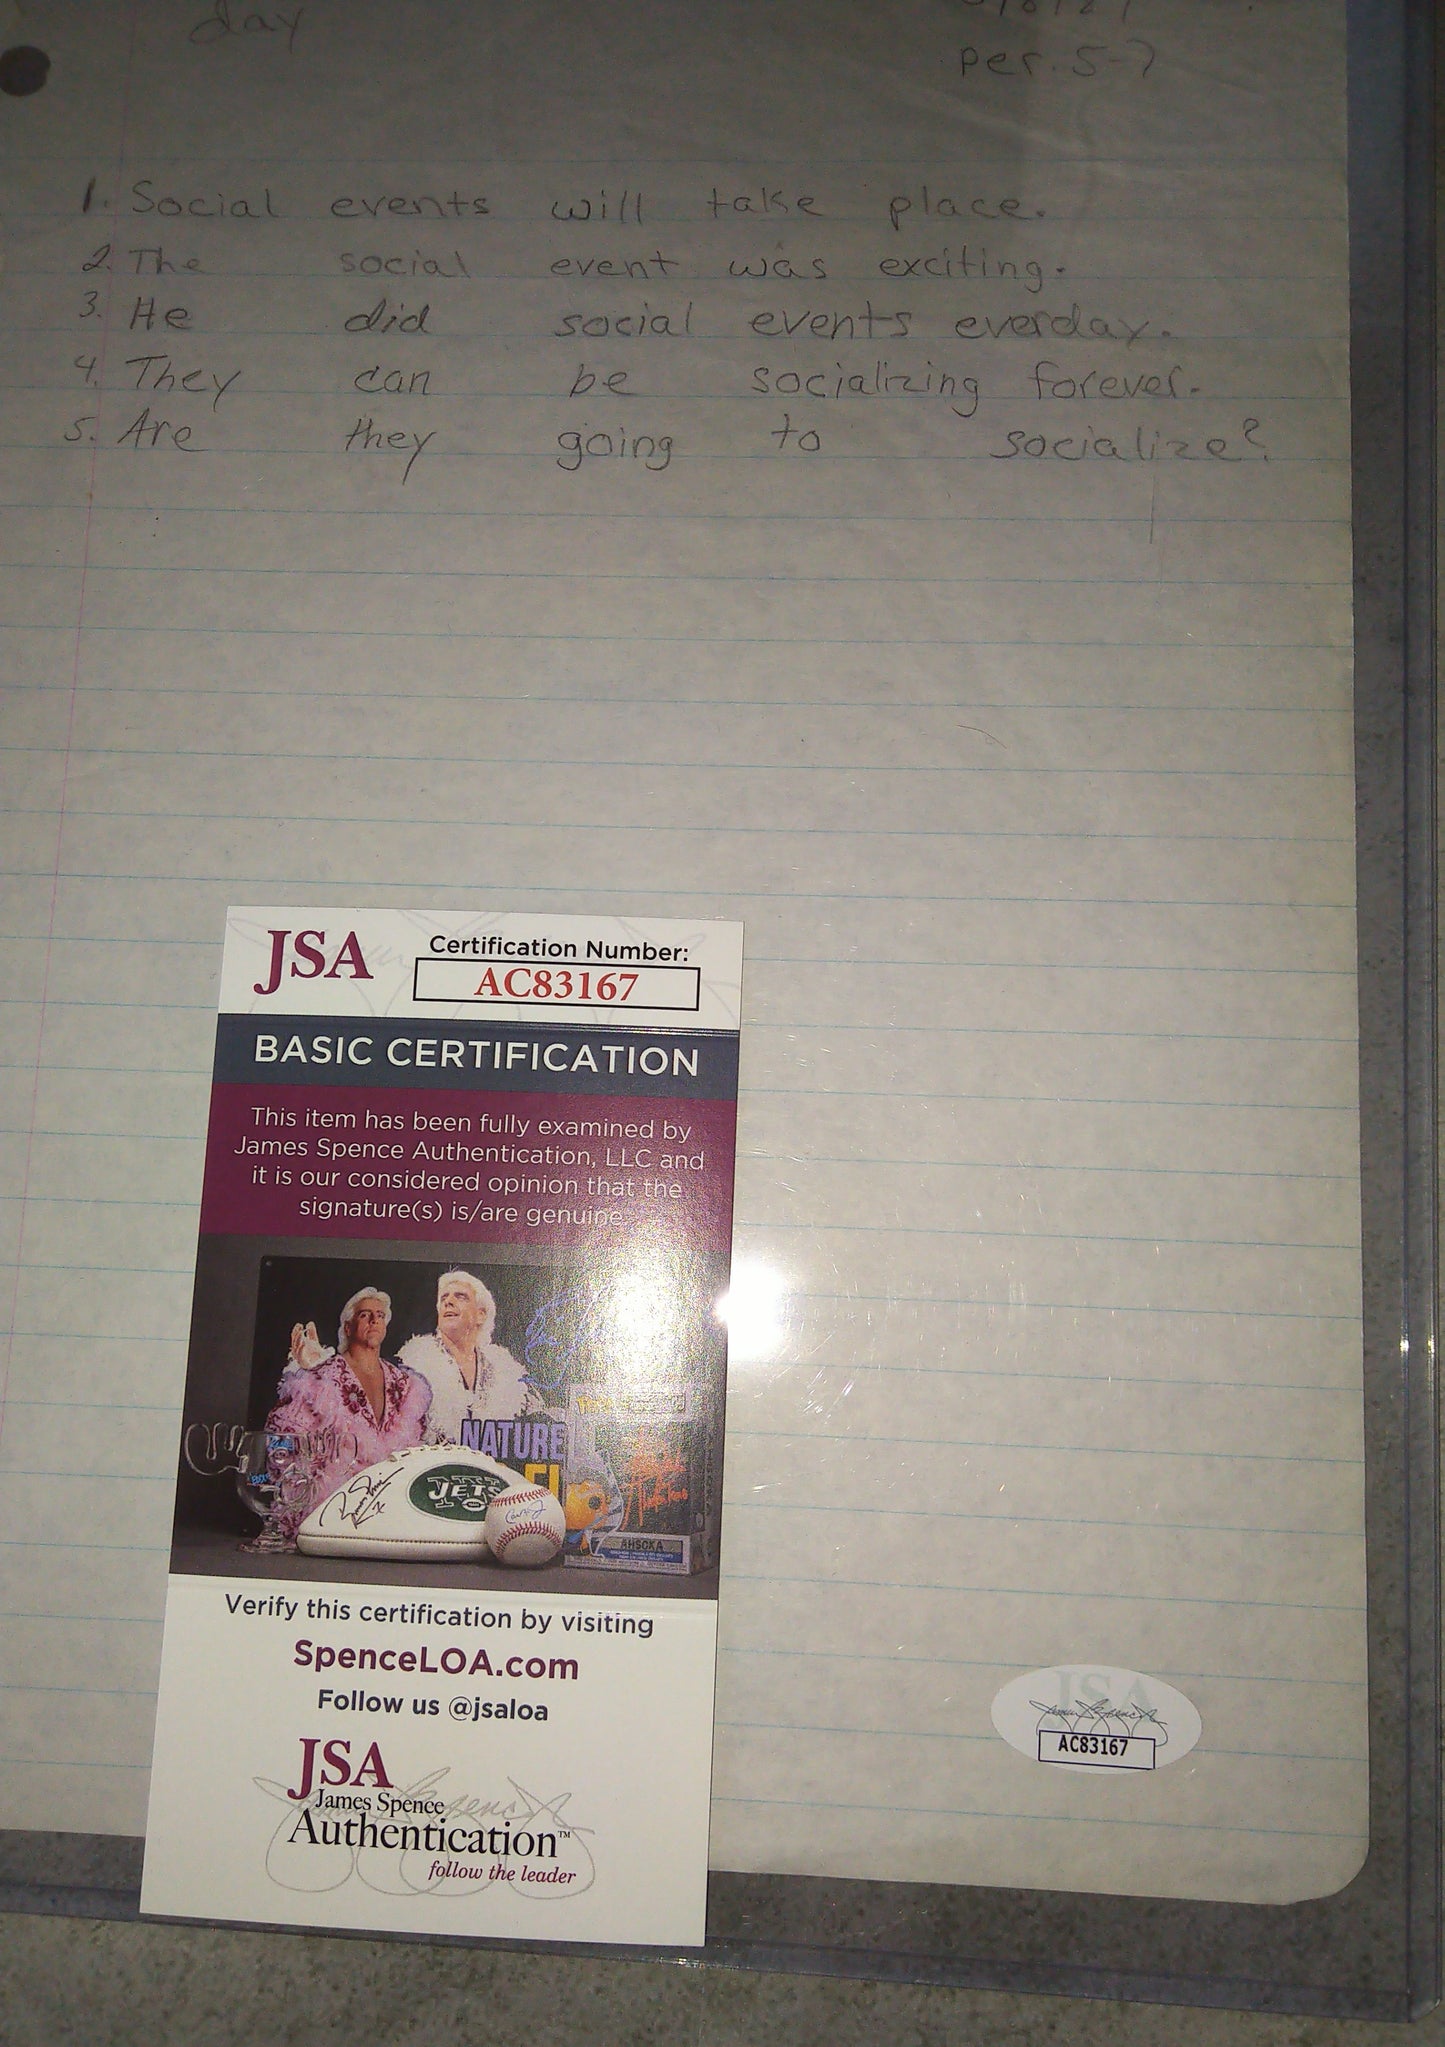 day
per. 5-7
1. Social events will take place.
2. The social event was exciting.
3. He did social events everday.
4. They can be socializing forever.
5. Are they going to socialize?
JSA
Certification Number:
AC83167
BASIC CERTIFICATION
This item has been fully examined by
James Spence Authentication, LLC and
it is our considered opinion that the
signature(s) is/are genuine.
NATURE
JETS
AHSOKA
Verify this certification by visiting
SpenceLOA.com
Follow us @jsaloa
JSA
James Spence
Authentication™
follow the leader
JSA
AC83167